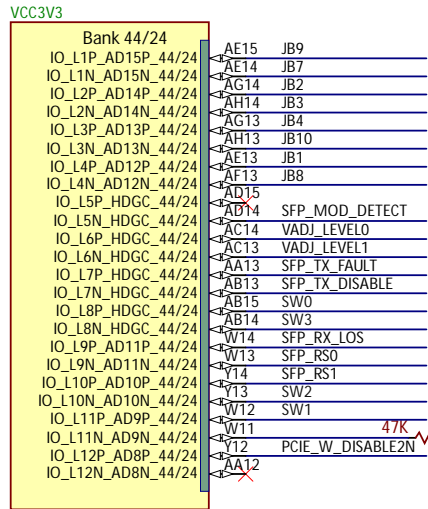 VCC3V3
Bank 44/24
IO_L1P_AD15P_44/24 AE15 JB9
IO_L1N_AD15N_44/24 AE14 JB7
IO_L2P_AD14P_44/24 AG14 JB2
IO_L2N_AD14N_44/24 AH14 JB3
IO_L3P_AD13P_44/24 AG13 JB4
IO_L3N_AD13N_44/24 AH13 JB10
IO_L4P_AD12P_44/24 AE13 JB1
IO_L4N_AD12N_44/24 AF13 JB8
IO_L5P_HDGC_44/24 AD15
IO_L5N_HDGC_44/24 AD14 SFP_MOD_DETECT
IO_L6P_HDGC_44/24 AC14 VADJ_LEVEL0
IO_L6N_HDGC_44/24 AC13 VADJ_LEVEL1
IO_L7P_HDGC_44/24 AA13 SFP_TX_FAULT
IO_L7N_HDGC_44/24 AB13 SFP_TX_DISABLE
IO_L8P_HDGC_44/24 AB15 SW0
IO_L8N_HDGC_44/24 AB14 SW3
IO_L9P_AD11P_44/24 W14 SFP_RX_LOS
IO_L9N_AD11N_44/24 W13 SFP_RS0
IO_L10P_AD10P_44/24 Y14 SFP_RS1
IO_L10N_AD10N_44/24 Y13 SW2
IO_L11P_AD9P_44/24 W12 SW1
IO_L11N_AD9N_44/24 W11 47K
IO_L12P_AD8P_44/24 Y12 PCIE_W_DISABLE2N
IO_L12N_AD8N_44/24 AA12